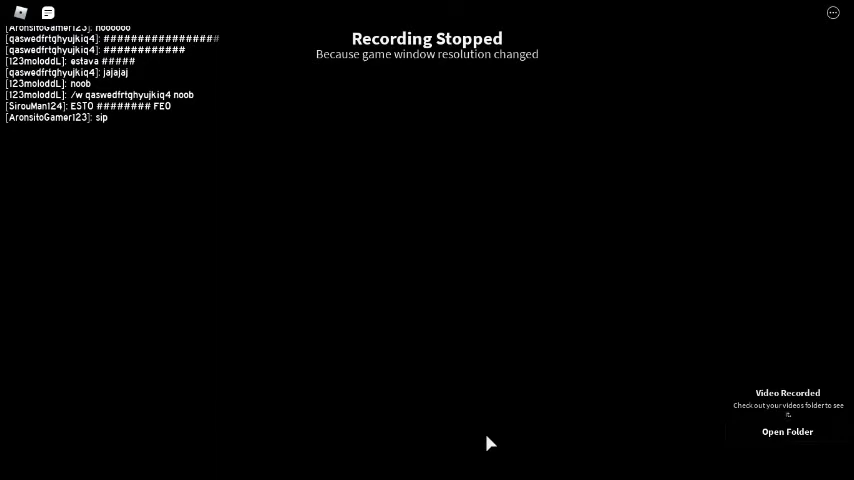 [AronsitoGamer123]: noooooo
[qaswedfrtghyujkiq4]: ################
[qaswedfrtghyujkiq4]: ############
[123moloddL]: estava #####
[qaswedfrtghyujkiq4]: jajajaj
[123moloddL]: noob
[123moloddL]: /w qaswedfrtghyujkiq4 noob
[SirouMan124]: ESTO ######## FEO
[AronsitoGamer123]: sip
Recording Stopped
Because game window resolution changed
Video Recorded
Check out your videos folder to see
it.
Open Folder